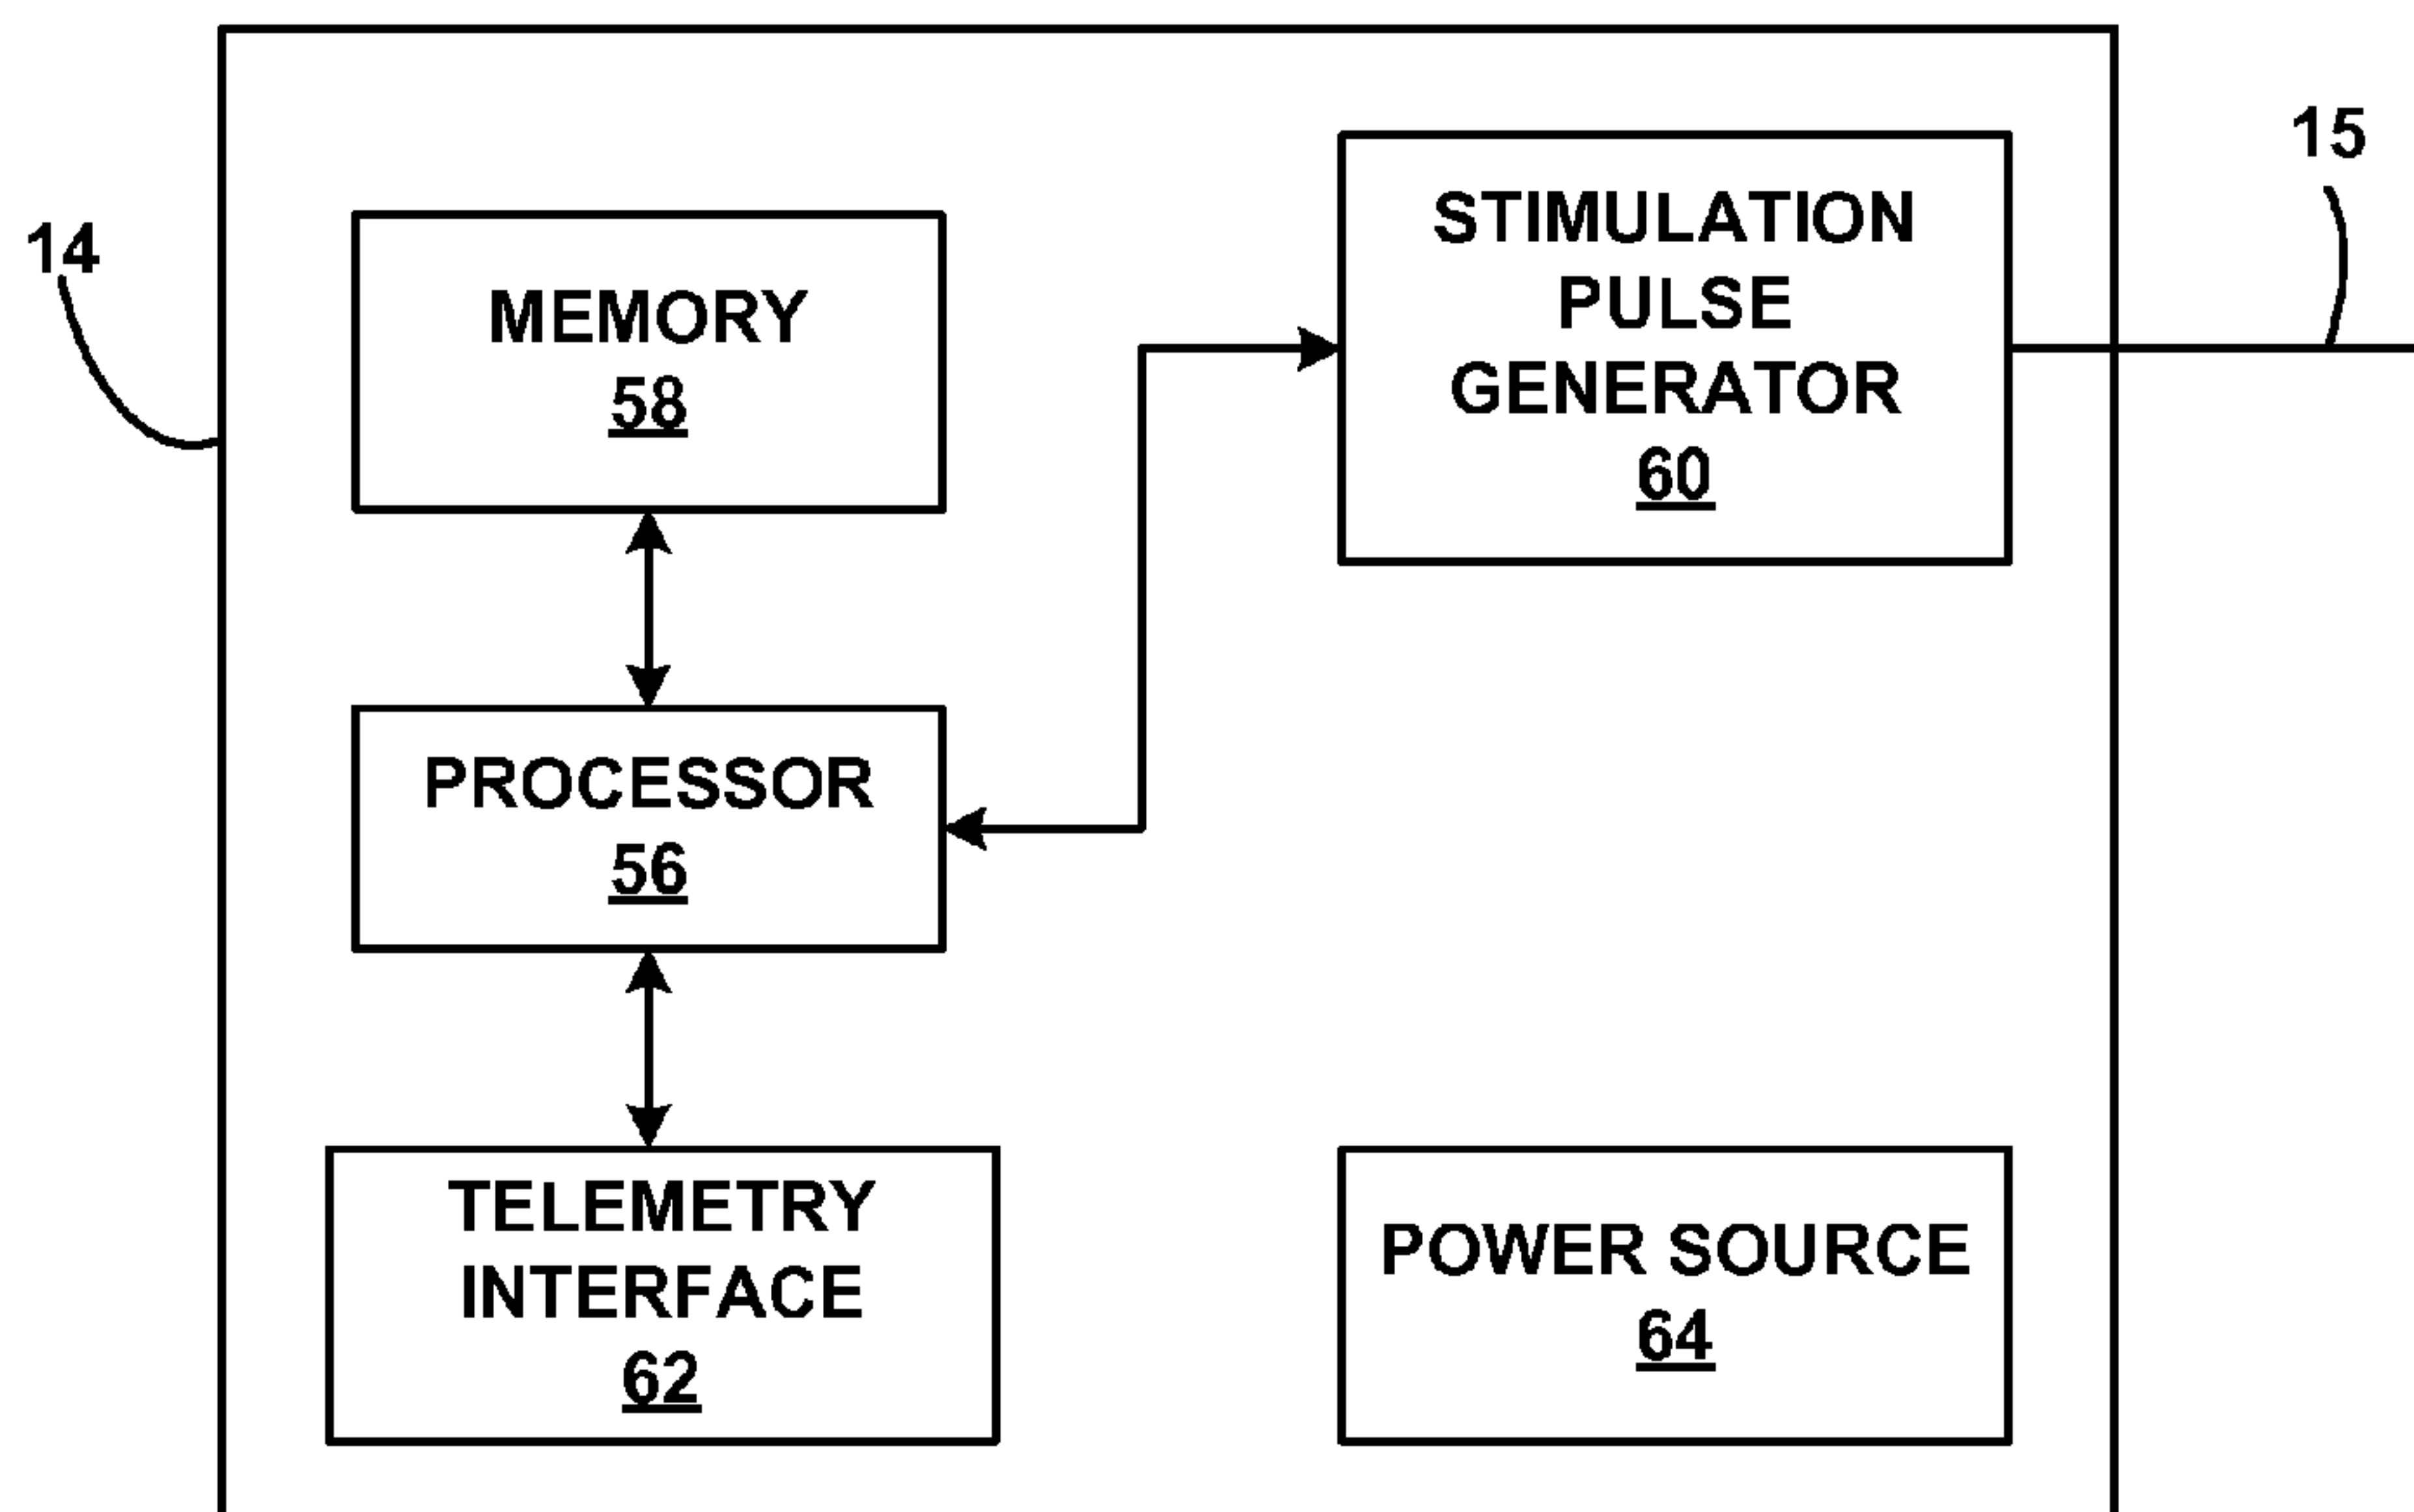 14
MEMORY
58
STIMULATION
PULSE
GENERATOR
60
15
PROCESSOR
56
TELEMETRY
INTERFACE
62
POWER SOURCE
64